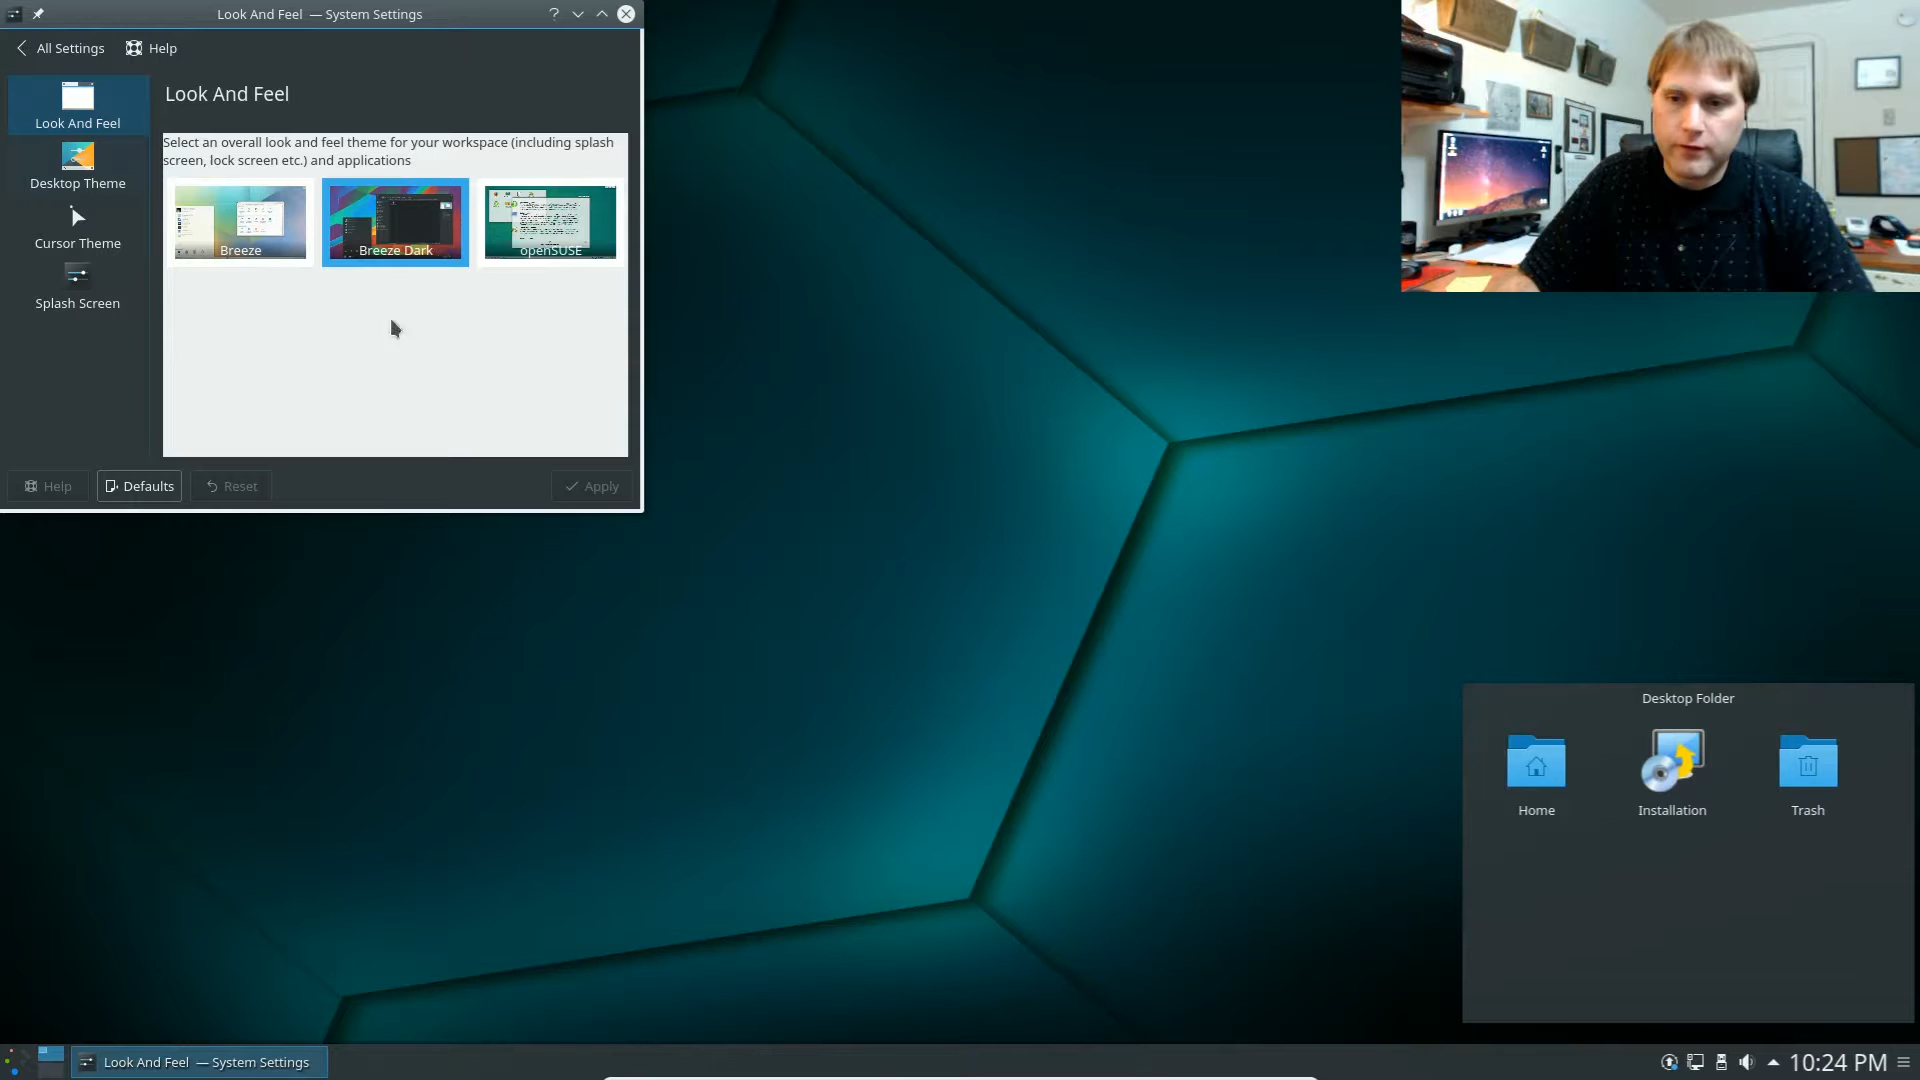 Look And Feel — System Settings
All Settings
Help
Look And Feel
Desktop Theme
Cursor Theme
Splash Screen
Look And Feel
Select an overall look and feel theme for your workspace (including splash
screen, lock screen etc.) and applications
Breeze
Breeze Dark
openSUSE
Help
Defaults
Reset
Apply
Desktop Folder
Home
Installation
Trash
Look And Feel — System Settings
10:24 PM